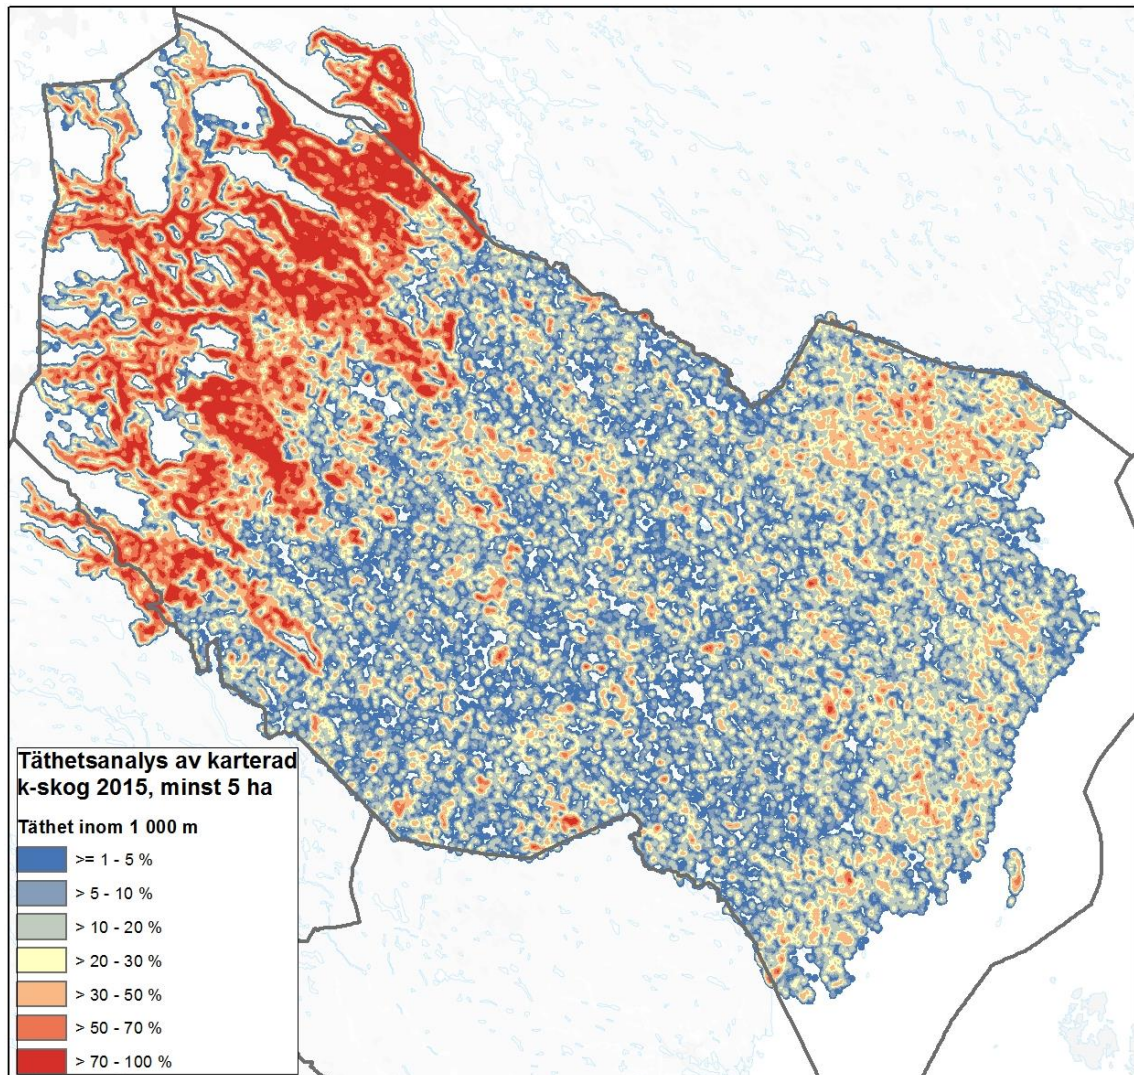 Täthetsanalys av karterad
k-skog 2015, minst 5 ha
Täthet inom 1 000 m
>= 1 - 5 %
> 5 - 10 %
> 10 - 20 %
> 20 - 30 %
> 30 - 50 %
> 50 - 70 %
> 70 - 100 %